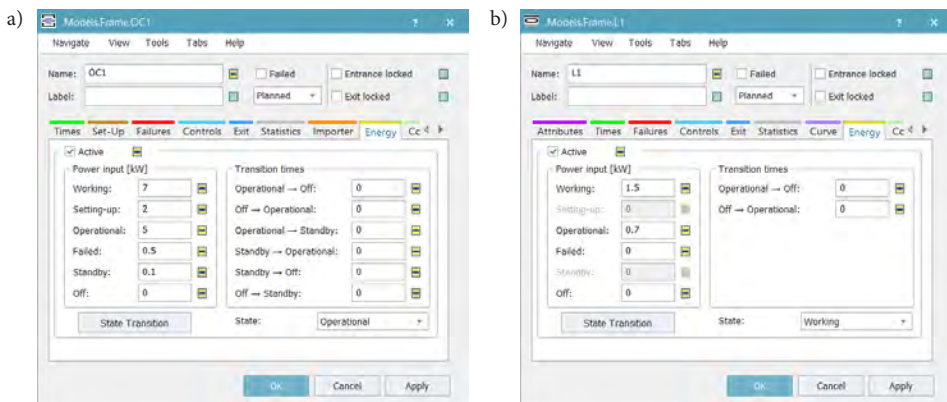 a)
.Models.Frame.OC1 ? ×
Navigate View Tools Tabs Help
Name: OC1 Failed Entrance locked
Label: Planned Exit locked
Times Set-Up Failures Controls Exit Statistics Importer Energy Cc
Active
Power input [kW] Transition times
Working: 7 Operational → Off: 0
Setting-up: 2 Off → Operational: 0
Operational: 5 Operational → Standby: 0
Failed: 0.5 Standby → Operational: 0
Standby: 0.1 Standby → Off: 0
Off: 0 Off → Standby: 0
State Transition State: Operational
OK Cancel Apply
b)
.Models.Frame.L1 ? ×
Navigate View Tools Tabs Help
Name: L1 Failed Entrance locked
Label: Planned Exit locked
Attributes Times Failures Controls Exit Statistics Curve Energy Cc
Active
Power input [kW] Transition times
Working: 1.5 Operational → Off: 0
Setting-up: 0 Off → Operational: 0
Operational: 0.7
Failed: 0
Standby: 0
Off: 0
State Transition State: Working
OK Cancel Apply